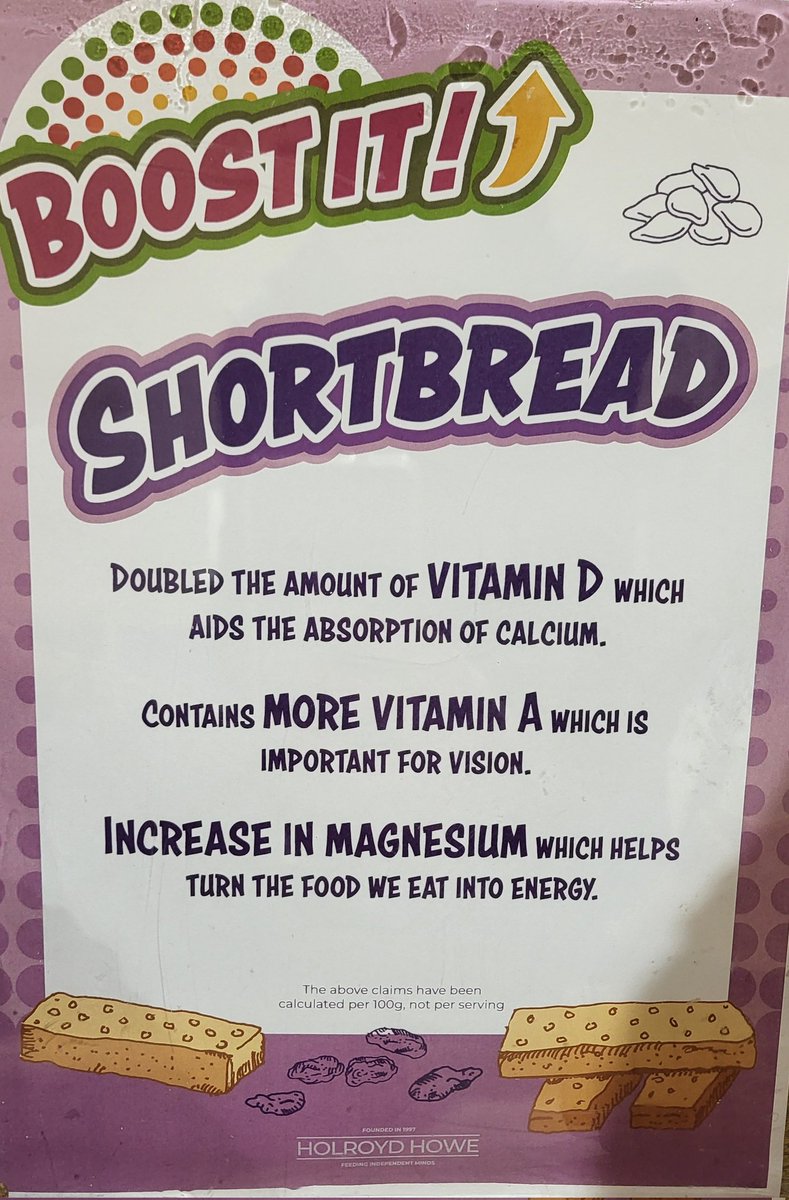 BOOST IT!
SHORTBREAD
DOUBLED THE AMOUNT OF VITAMIN D WHICH
AIDS THE ABSORPTION OF CALCIUM.
CONTAINS MORE VITAMIN A WHICH IS
IMPORTANT FOR VISION.
INCREASE IN MAGNESIUM WHICH HELPS
TURN THE FOOD WE EAT INTO ENERGY.
The above claims have been
calculated per 100g, not per serving
FOUNDED IN 1997
HOLROYD HOWE
FEEDING INDEPENDENT MINDS